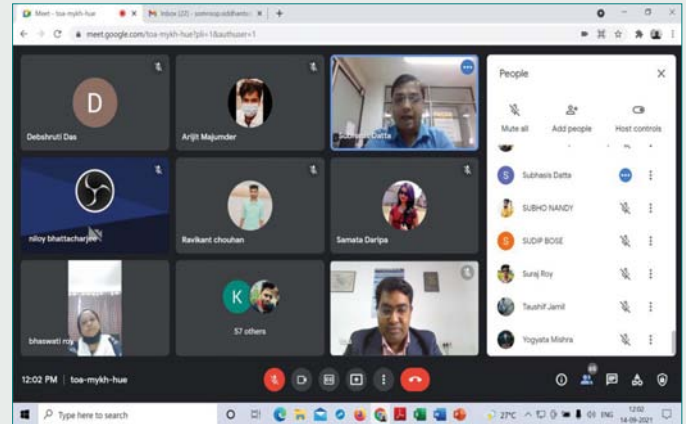 Meet - toa-mykh-hue
meet.google.com/toa-mykh-hue?pli=1&authuser=1
People
Mute all Add people Host controls
D
Debshruti Das
Arijit Majumder
Subhasis Datta
niloy bhattacharjee
Ravikant chouhan
Samata Daripa
bhaswati roy
K
57 others
S Subhasis Datta
SUBHO NANDY
S SUDIP BOSE
Suraj Roy
Taushif Jamil
Yogyata Mishra
12:02 PM | toa-mykh-hue
Type here to search
27°C
ENG
12:02
14-09-2021